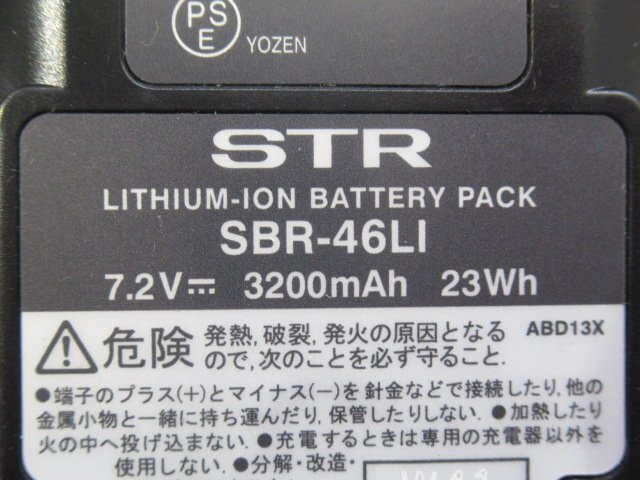 PS
E
YOZEN
STR
LITHIUM-ION BATTERY PACK
SBR-46LI
7.2V⎓ 3200mAh 23Wh
危険
発熱,破裂,発火の原因となる
ので,次のことを必ず守ること.
ABD13X
●端子のプラス(+)とマイナス(−)を針金などで接続したり,他の
金属小物と一緒に持ち運んだり,保管したりしない.●加熱したり
火の中へ投げ込まない.●充電するときは専用の充電器以外を
使用しない.●分解・改造・